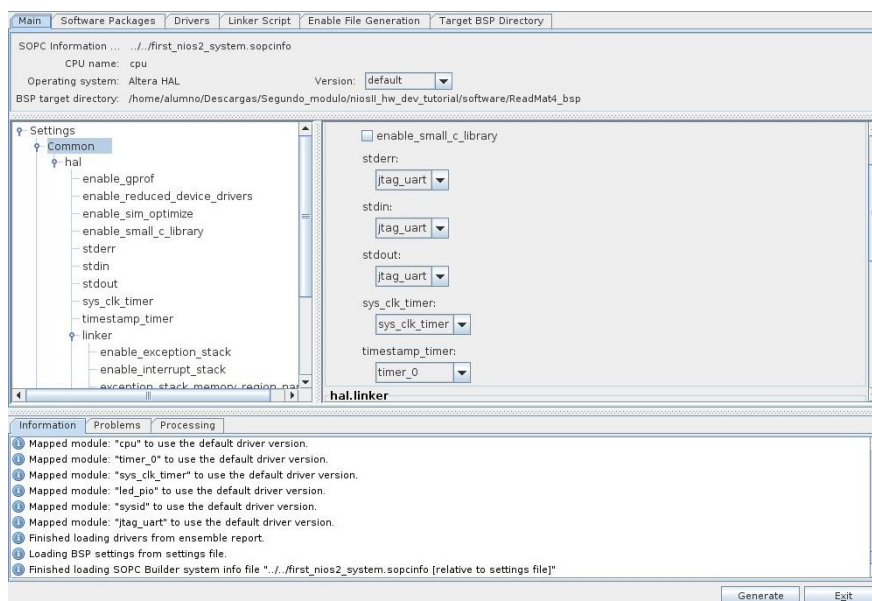 Main Software Packages Drivers Linker Script Enable File Generation Target BSP Directory
SOPC Information ... ../../first_nios2_system.sopcinfo
CPU name: cpu
Operating system: Altera HAL Version: default
BSP target directory: /home/alumno/Descargas/Segundo_modulo/niosII_hw_dev_tutorial/software/ReadMat4_bsp
Settings
Common
hal
enable_gprof
enable_reduced_device_drivers
enable_sim_optimize
enable_small_c_library
stderr
stdin
stdout
sys_clk_timer
timestamp_timer
linker
enable_exception_stack
enable_interrupt_stack
exception_stack_memory_region_nar
enable_small_c_library
stderr:
jtag_uart
stdin:
jtag_uart
stdout:
jtag_uart
sys_clk_timer:
sys_clk_timer
timestamp_timer:
timer_0
hal.linker
Information Problems Processing
Mapped module: "cpu" to use the default driver version.
Mapped module: "timer_0" to use the default driver version.
Mapped module: "sys_clk_timer" to use the default driver version.
Mapped module: "led_pio" to use the default driver version.
Mapped module: "sysid" to use the default driver version.
Mapped module: "jtag_uart" to use the default driver version.
Finished loading drivers from ensemble report.
Loading BSP settings from settings file.
Finished loading SOPC Builder system info file "../../first_nios2_system.sopcinfo [relative to settings file]"
Generate Exit